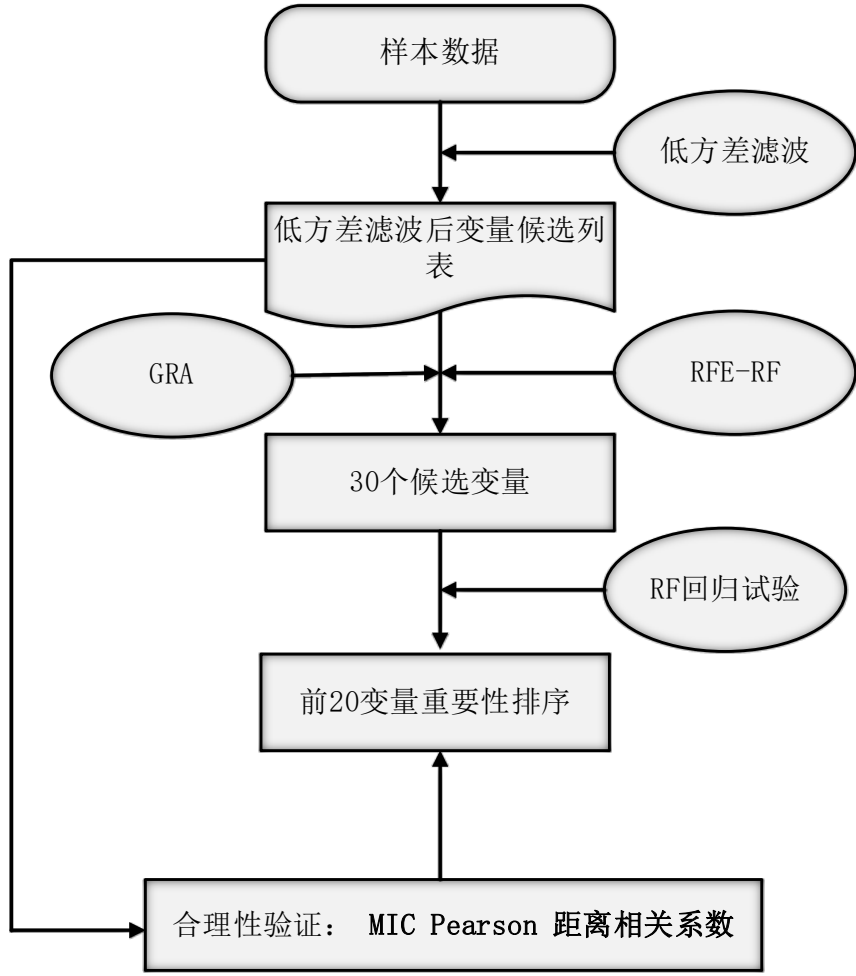 样本数据
低方差滤波
低方差滤波后变量候选列
表
GRA
RFE-RF
30个候选变量
RF回归试验
前20变量重要性排序
合理性验证： MIC Pearson 距离相关系数